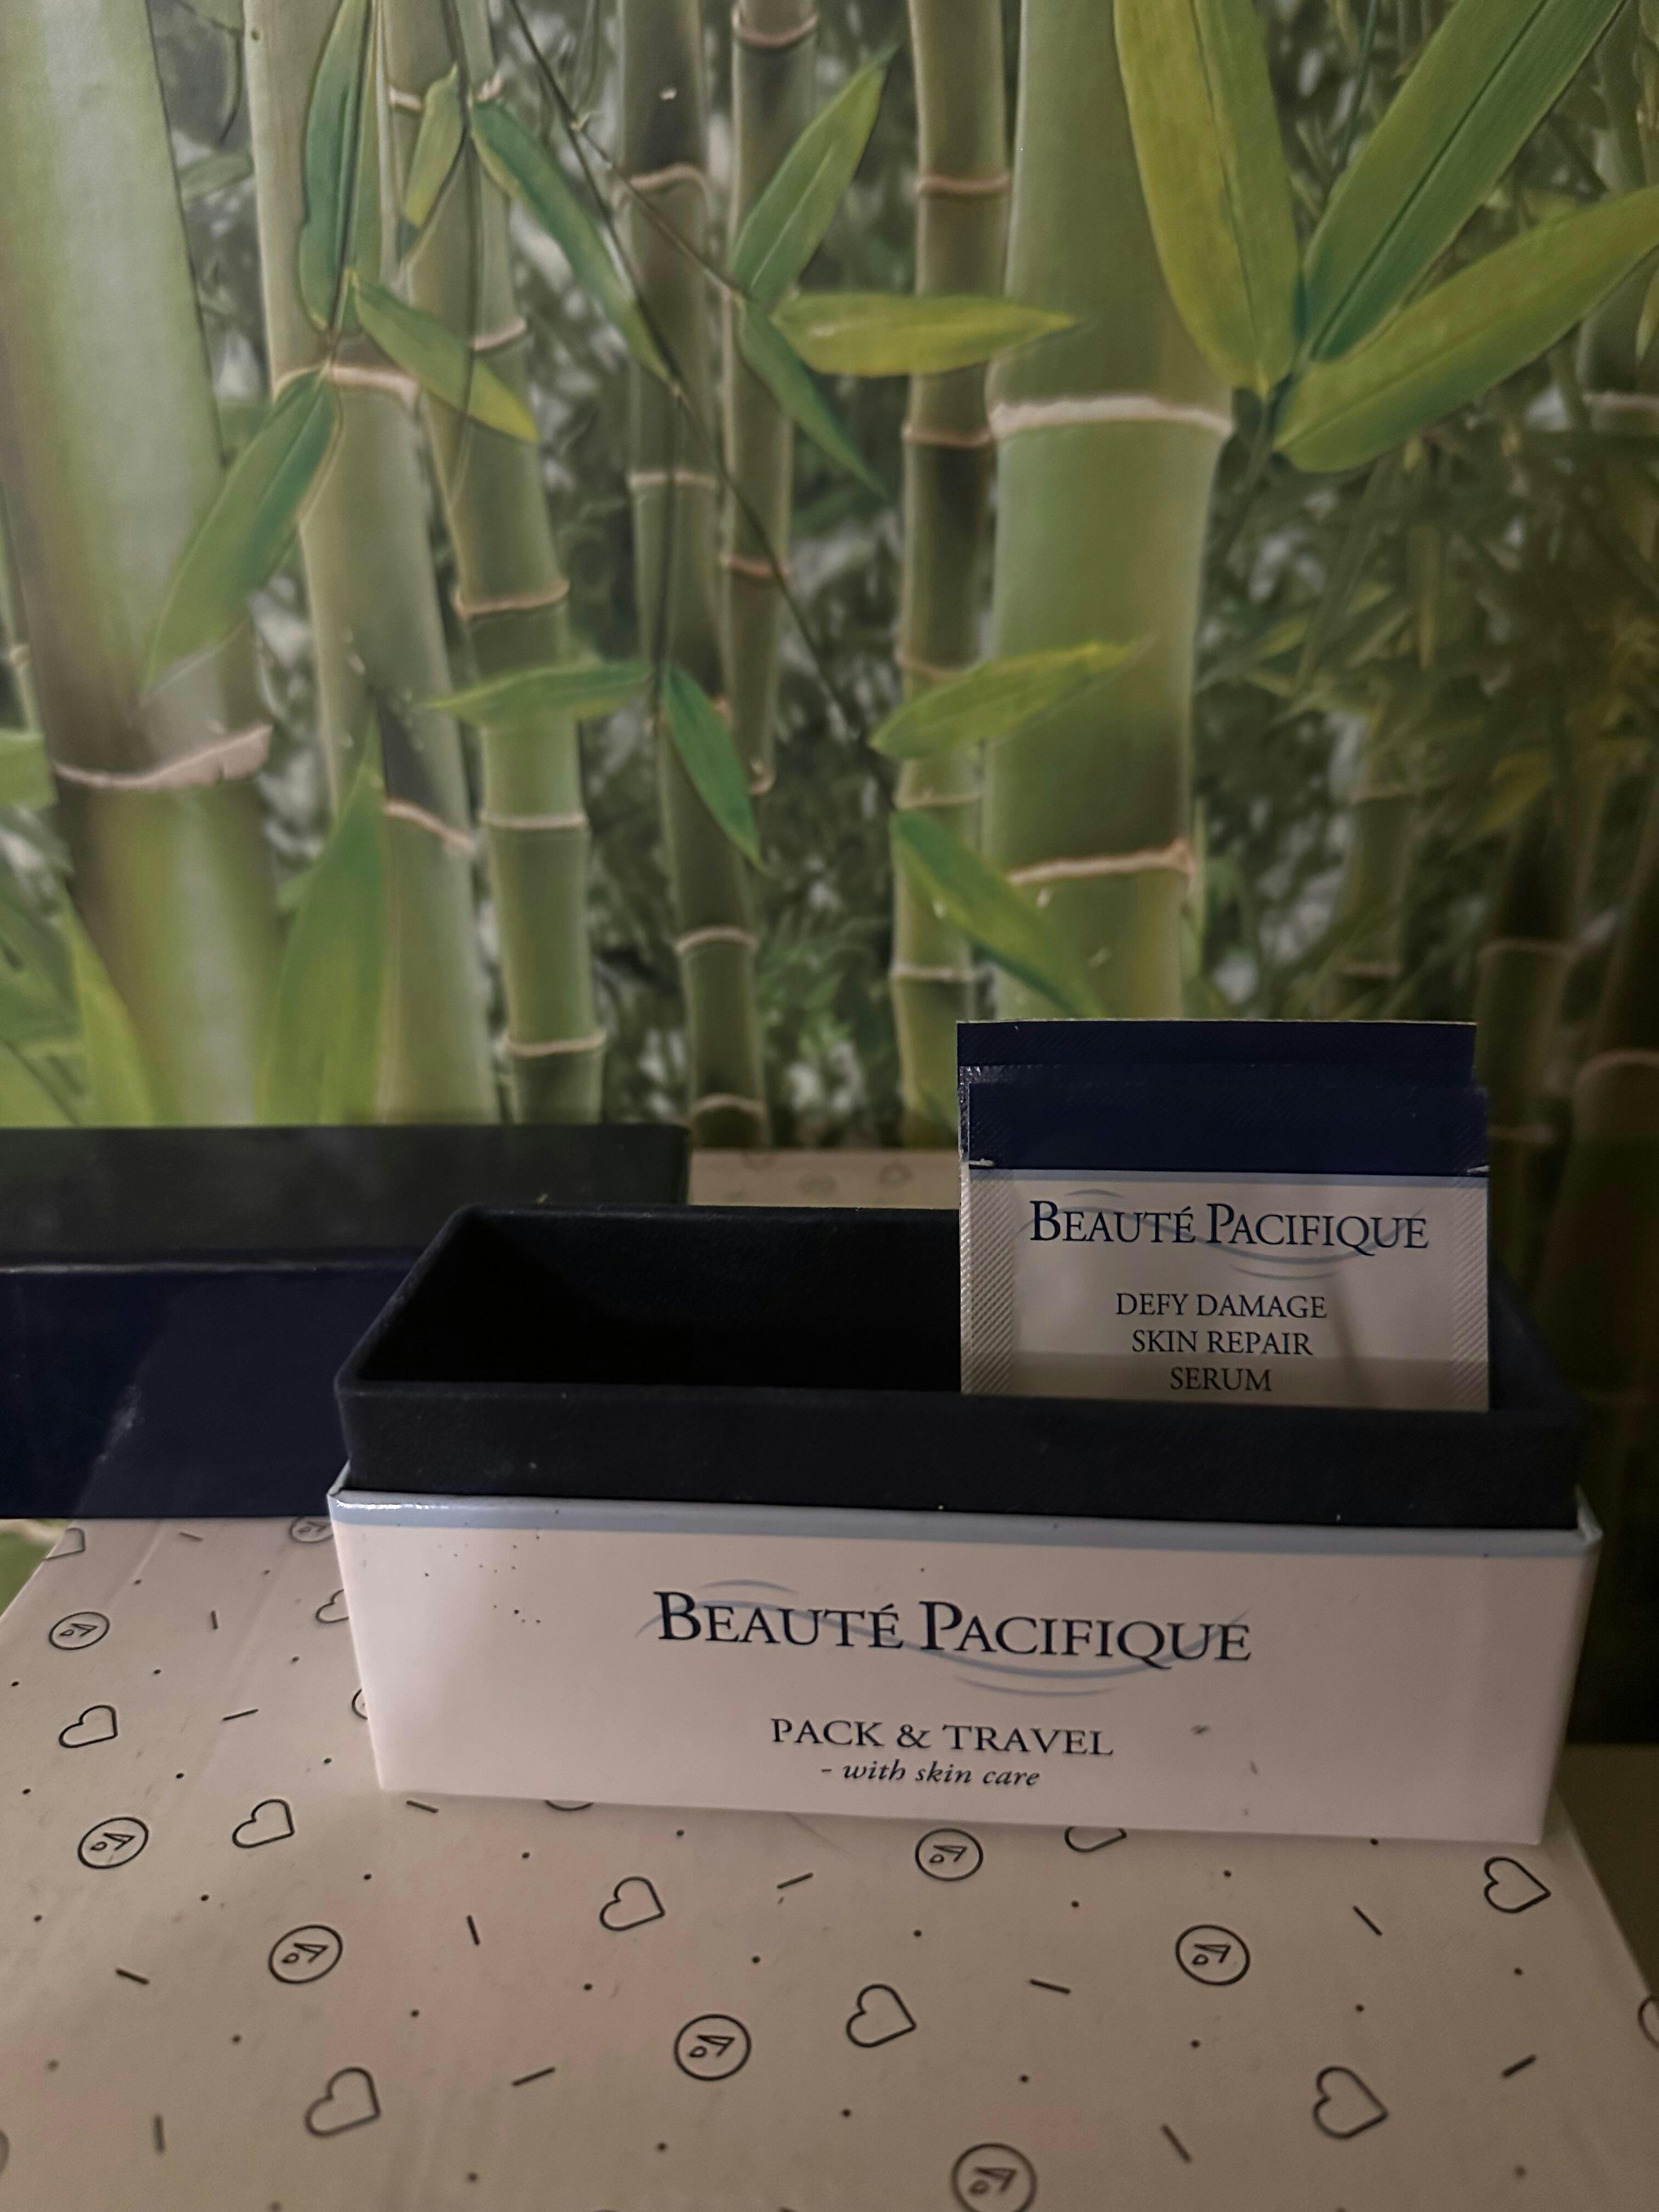 BEAUTÉ PACIFIQUE
DEFY DAMAGE
SKIN REPAIR
SERUM
BEAUTÉ PACIFIQUE
PACK & TRAVEL
- with skin care